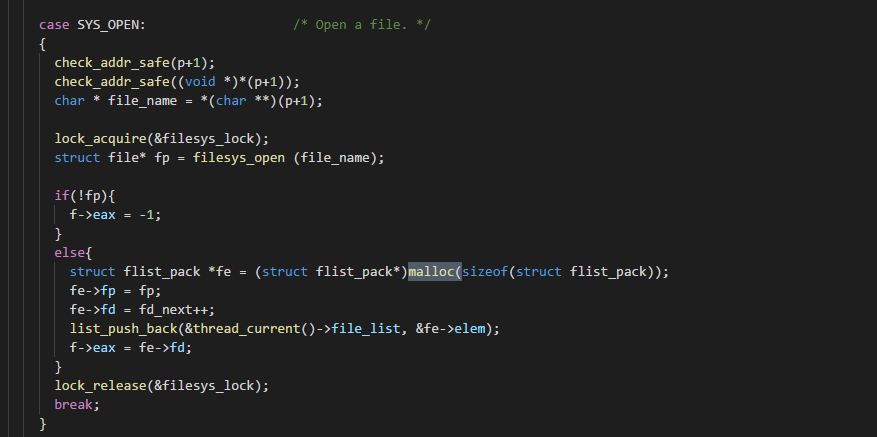 case SYS_OPEN: /* Open a file. */
{
check_addr_safe(p+1);
check_addr_safe((void *)*(p+1));
char * file_name = *(char **)(p+1);
lock_acquire(&filesys_lock);
struct file* fp = filesys_open (file_name);
if(!fp){
f->eax = -1;
}
else{
struct flist_pack *fe = (struct flist_pack*)malloc(sizeof(struct flist_pack));
fe->fp = fp;
fe->fd = fd_next++;
list_push_back(&thread_current()->file_list, &fe->elem);
f->eax = fe->fd;
}
lock_release(&filesys_lock);
break;
}